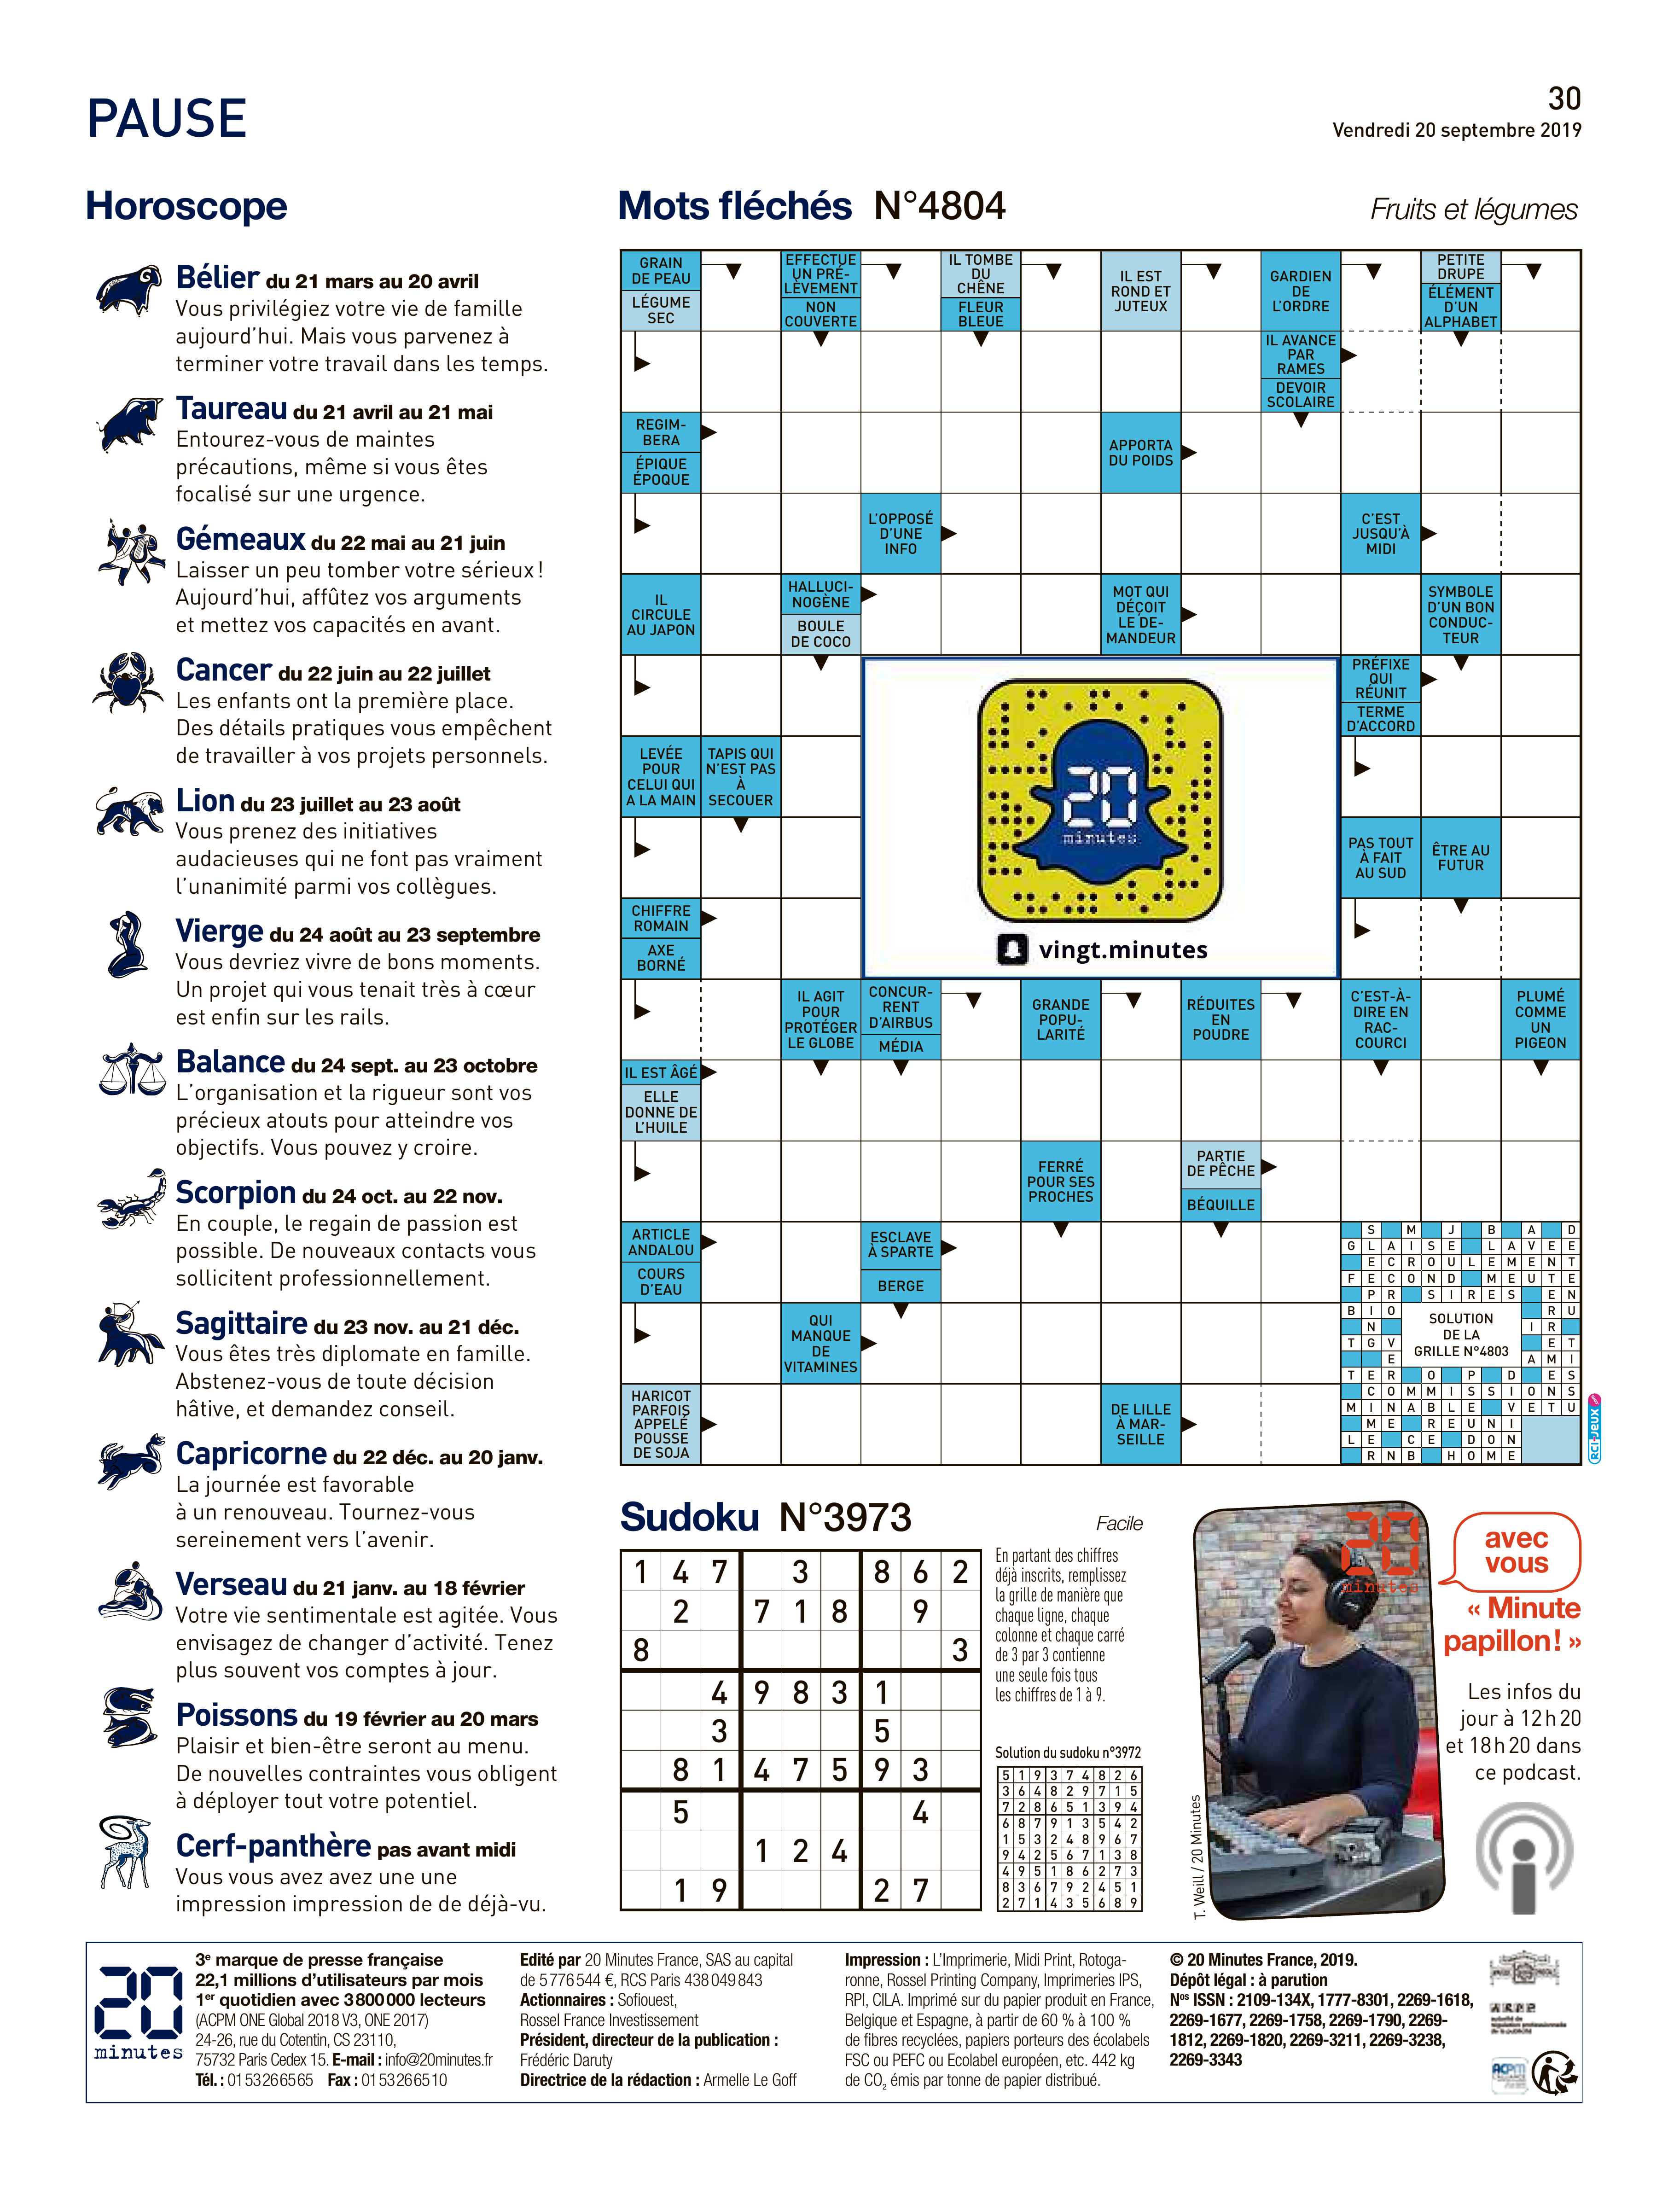 PAUSE
30
Vendredi 20 septembre 2019
Horoscope
Bélier du 21 mars au 20 avril
Vous privilégiez votre vie de famille
aujourd'hui. Mais vous parvenez à
terminer votre travail dans les temps.
Taureau du 21 avril au 21 mai
Entourez-vous de maintes
précautions, même si vous êtes
focalisé sur une urgence.
Gémeaux du 22 mai au 21 juin
Laisser un peu tomber votre sérieux !
Aujourd'hui, affûtez vos arguments
et mettez vos capacités en avant.
Cancer du 22 juin au 22 juillet
Les enfants ont la première place.
Des détails pratiques vous empêchent
de travailler à vos projets personnels.
Lion du 23 juillet au 23 août
Vous prenez des initiatives
audacieuses qui ne font pas vraiment
l'unanimité parmi vos collègues.
Vierge du 24 août au 23 septembre
Vous devriez vivre de bons moments.
Un projet qui vous tenait très à cœur
est enfin sur les rails.
Balance du 24 sept. au 23 octobre
L'organisation et la rigueur sont vos
précieux atouts pour atteindre vos
objectifs. Vous pouvez y croire.
Scorpion du 24 oct. au 22 nov.
En couple, le regain de passion est
possible. De nouveaux contacts vous
sollicitent professionnellement.
Sagittaire du 23 nov. au 21 déc.
Vous êtes très diplomate en famille.
Abstenez-vous de toute décision
hâtive, et demandez conseil.
Capricorne du 22 déc. au 20 janv.
La journée est favorable
à un renouveau. Tournez-vous
sereinement vers l'avenir.
Verseau du 21 janv. au 18 février
Votre vie sentimentale est agitée. Vous
envisagez de changer d'activité. Tenez
plus souvent vos comptes à jour.
Poissons du 19 février au 20 mars
Plaisir et bien-être seront au menu.
De nouvelles contraintes vous obligent
à déployer tout votre potentiel.
Cerf-panthère pas avant midi
Vous vous avez avez une une
impression impression de de déjà-vu.
Mots fléchés N°4804
Fruits et légumes
GRAIN
DE PEAU
LÉGUME
SEC
EFFECTUE
UN PRÉ-
LÈVEMENT
NON
COUVERTE
IL TOMBE
DU
CHÊNE
FLEUR
BLEUE
IL EST
ROND ET
JUTEUX
GARDIEN
DE
L'ORDRE
PETITE
DRUPE
ÉLÉMENT
D'UN
ALPHABET
IL AVANCE
PAR
RAMES
DEVOIR
SCOLAIRE
REGIM-
BERA
ÉPIQUE
ÉPOQUE
APPORTA
DU POIDS
L'OPPOSÉ
D'UNE
INFO
C'EST
JUSQU'À
MIDI
IL
CIRCULE
AU JAPON
HALLUCI-
NOGÈNE
BOULE
DE COCO
MOT QUI
DÉÇOIT
LE DE-
MANDEUR
SYMBOLE
D'UN BON
CONDUC-
TEUR
PRÉFIXE
QUI
RÉUNIT
TERME
D'ACCORD
LEVÉE
POUR
CELUI QUI
A LA MAIN
TAPIS QUI
N'EST PAS
À
SECOUER
20
minutes
vingt.minutes
PAS TOUT
À FAIT
AU SUD
ÊTRE AU
FUTUR
CHIFFRE
ROMAIN
AXE
BORNÉ
IL AGIT
POUR
PROTÉGER
LE GLOBE
CONCUR-
RENT
D'AIRBUS
MÉDIA
GRANDE
POPU-
LARITÉ
RÉDUITES
EN
POUDRE
C'EST-À-
DIRE EN
RAC-
COURCI
PLUMÉ
COMME
UN
PIGEON
IL EST ÂGÉ
ELLE
DONNE DE
L'HUILE
FERRÉ
POUR SES
PROCHES
PARTIE
DE PÊCHE
BÉQUILLE
ARTICLE
ANDALOU
COURS
D'EAU
ESCLAVE
À SPARTE
BERGE
QUI
MANQUE
DE
VITAMINES
HARICOT
PARFOIS
APPELÉ
POUSSE
DE SOJA
DE LILLE
À MAR-
SEILLE
S M J B A D
G L A I S E L A V E E
E C R O U L E M E N T
F E C O N D M E U T E
P R S I R E S E N
B I O R U
N I R
T G V E T
E A M I
T E R O P D E S
C O M M I S S I O N S
M I N A B L E V E T U
M E R E U N I
L E C E D O N
R N B H O M E
SOLUTION
DE LA
GRILLE N°4803
RCI-JEUX
Sudoku N°3973
Facile
1 4 7 3 8 6 2
2 7 1 8 9
8 3
4 9 8 3 1
3 5
8 1 4 7 5 9 3
5 4
1 2 4
1 9 2 7
En partant des chiffres
déjà inscrits, remplissez
la grille de manière que
chaque ligne, chaque
colonne et chaque carré
de 3 par 3 contienne
une seule fois tous
les chiffres de 1 à 9.
Solution du sudoku n°3972
5 1 9 3 7 4 8 2 6
3 6 4 8 2 9 7 1 5
7 2 8 6 5 1 3 9 4
6 8 7 9 1 3 5 4 2
1 5 3 2 4 8 9 6 7
9 4 2 5 6 7 1 3 8
4 9 5 1 8 6 2 7 3
8 3 6 7 9 2 4 5 1
2 7 1 4 3 5 6 8 9
T. Weill / 20 Minutes
20
minutes
avec
vous
« Minute
papillon ! »
Les infos du
jour à 12 h 20
et 18 h 20 dans
ce podcast.
20
minutes
3e marque de presse française
22,1 millions d'utilisateurs par mois
1er quotidien avec 3 800 000 lecteurs
(ACPM ONE Global 2018 V3, ONE 2017)
24-26, rue du Cotentin, CS 23110,
75732 Paris Cedex 15. E-mail : info@20minutes.fr
Tél. : 01 53 26 65 65 Fax : 01 53 26 65 10
Edité par 20 Minutes France, SAS au capital
de 5 776 544 €, RCS Paris 438 049 843
Actionnaires : Sofiouest,
Rossel France Investissement
Président, directeur de la publication :
Frédéric Daruty
Directrice de la rédaction : Armelle Le Goff
Impression : L'Imprimerie, Midi Print, Rotoga-
ronne, Rossel Printing Company, Imprimeries IPS,
RPI, CILA. Imprimé sur du papier produit en France,
Belgique et Espagne, à partir de 60 % à 100 %
de fibres recyclées, papiers porteurs des écolabels
FSC ou PEFC ou Ecolabel européen, etc. 442 kg
de CO2 émis par tonne de papier distribué.
© 20 Minutes France, 2019.
Dépôt légal : à parution
Nos ISSN : 2109-134X, 1777-8301, 2269-1618,
2269-1677, 2269-1758, 2269-1790, 2269-
1812, 2269-1820, 2269-3211, 2269-3238,
2269-3343
ARPP
autorité de
régulation professionnelle
de la publicité
ACPM